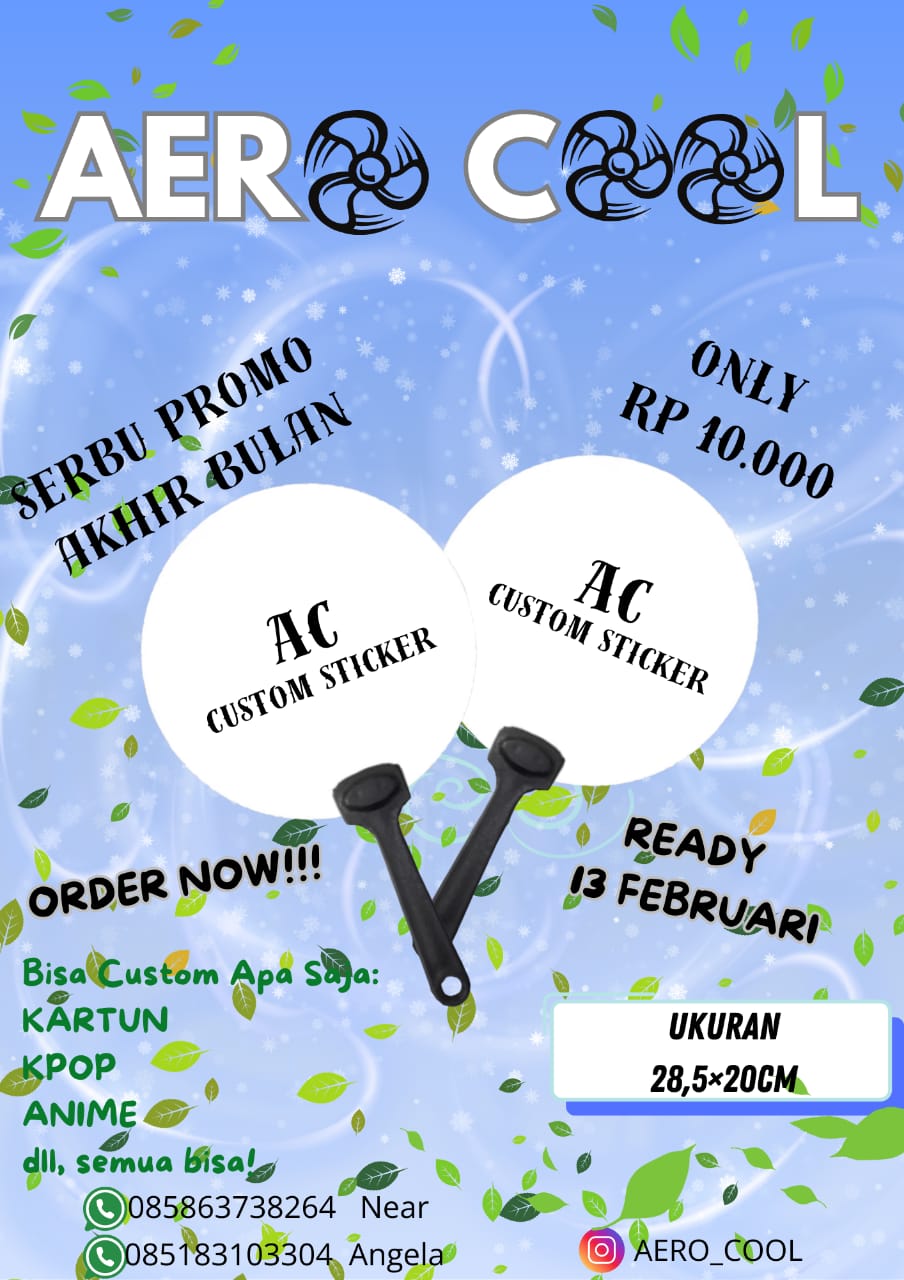 AERO COOL
SERBU PROMO
AKHIR BULAN
ONLY
RP 10.000
AC
CUSTOM STICKER
AC
CUSTOM STICKER
ORDER NOW!!!
READY
13 FEBRUARI
Bisa Custom Apa Saja:
KARTUN
KPOP
ANIME
dll, semua bisa!
UKURAN
28,5×20CM
085863738264 Near
085183103304 Angela
AERO_COOL